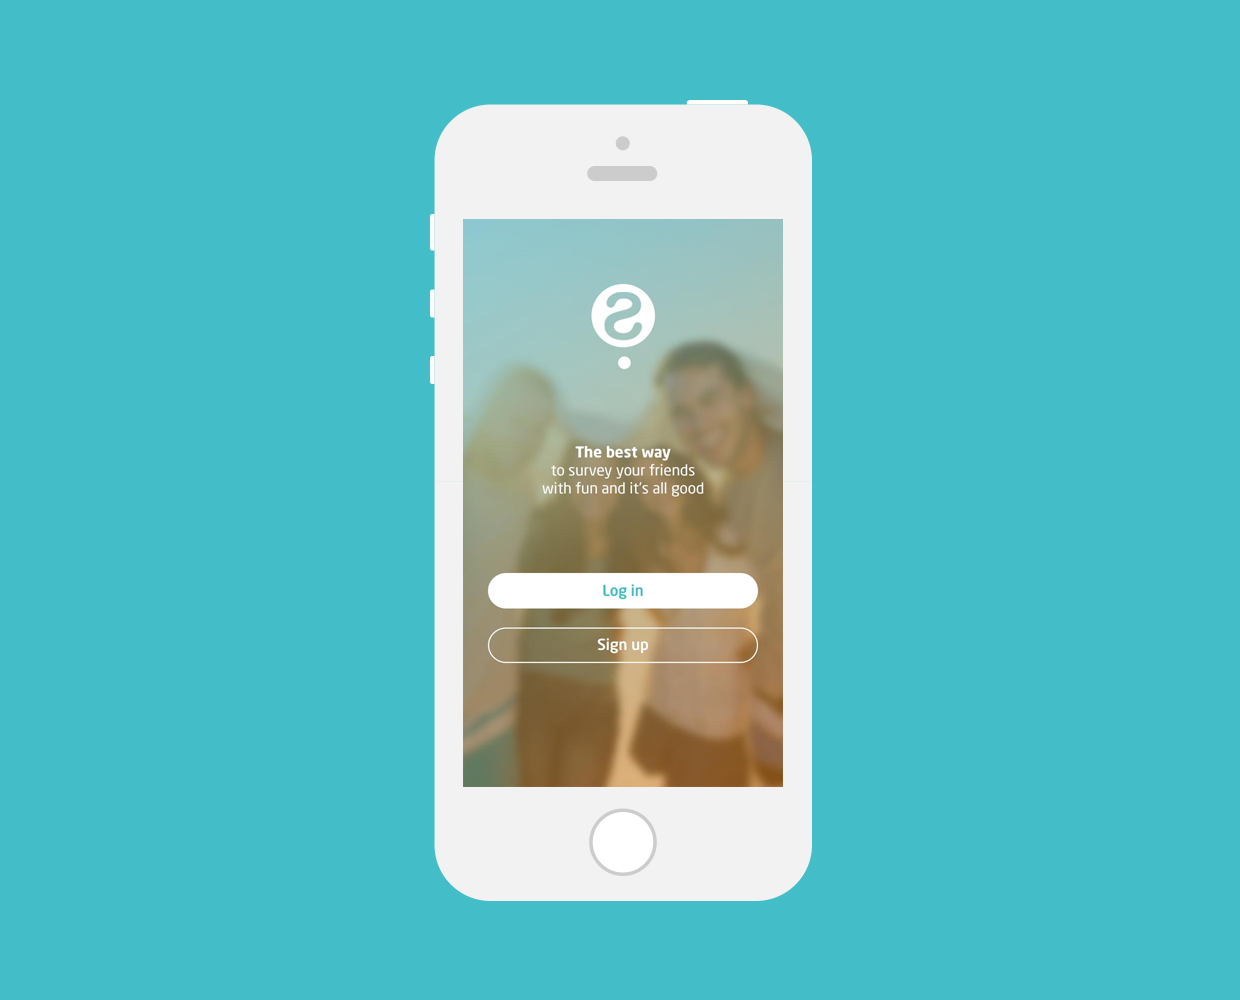 The best way
to survey your friends
with fun and it's all good
Log in
Sign up